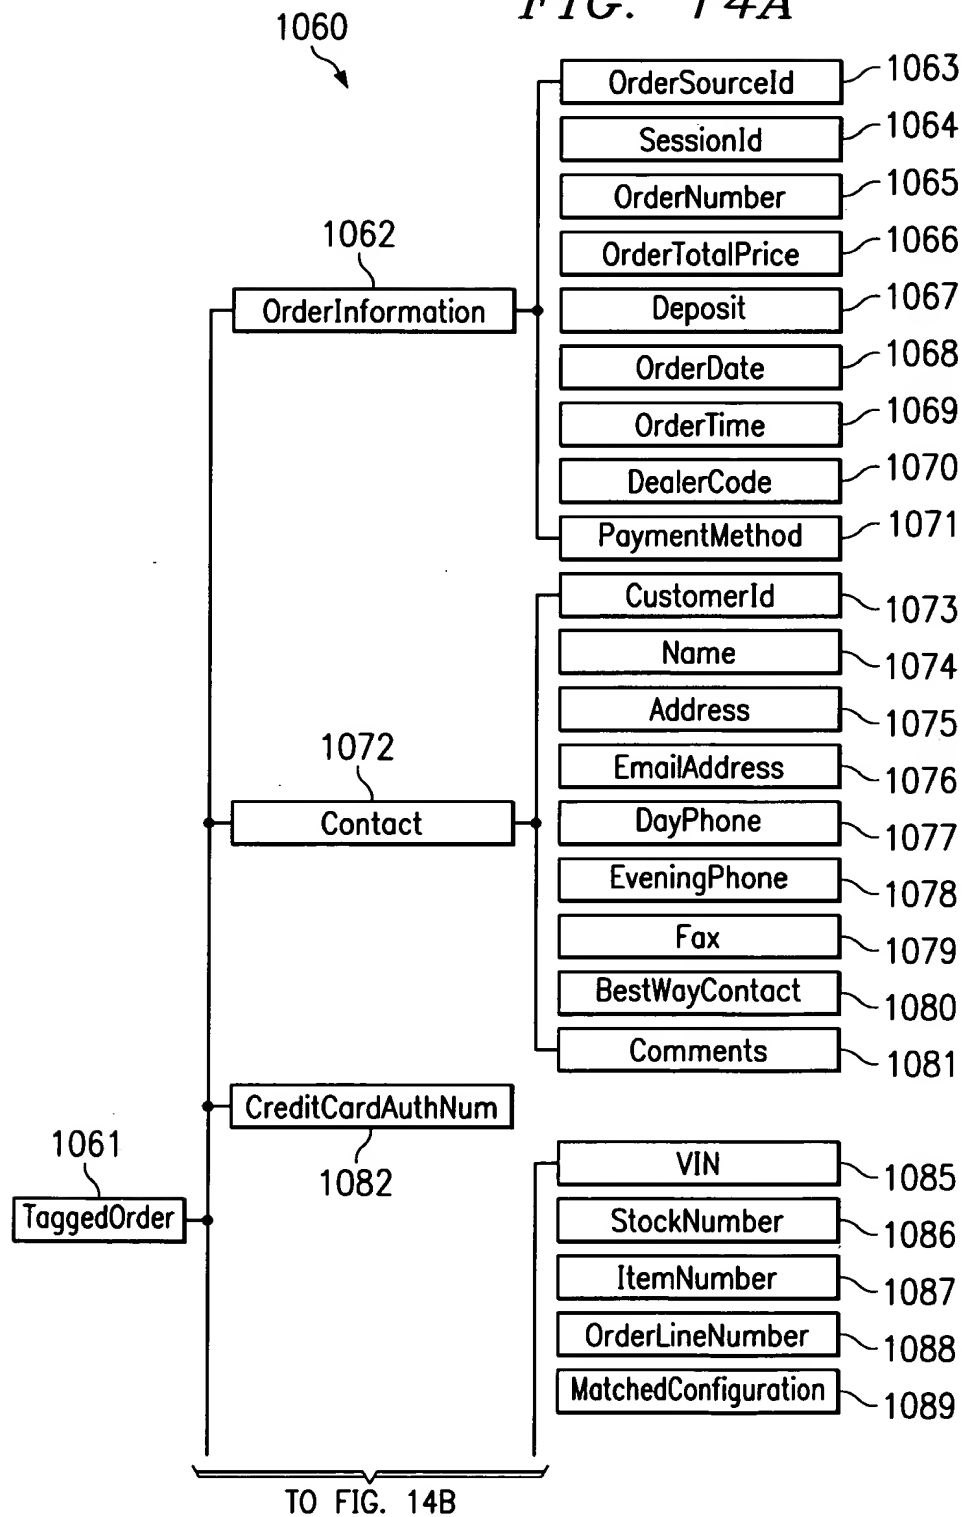 FIG. 14A
1060
OrderSourceId
1063
SessionId
1064
OrderNumber
1065
1062
OrderTotalPrice
1066
OrderInformation
Deposit
1067
OrderDate
1068
OrderTime
1069
DealerCode
1070
PaymentMethod
1071
CustomerId
1073
Name
1074
Address
1075
1072
EmailAddress
1076
Contact
DayPhone
1077
EveningPhone
1078
Fax
1079
BestWayContact
1080
Comments
1081
CreditCardAuthNum
1082
1061
TaggedOrder
VIN
1085
StockNumber
1086
ItemNumber
1087
OrderLineNumber
1088
MatchedConfiguration
1089
TO FIG. 14B